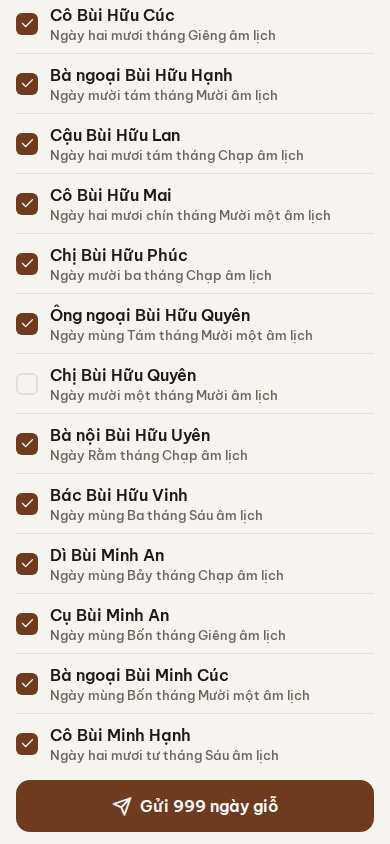 Cô Bùi Hữu Cúc
Ngày hai mươi tháng Giêng âm lịch
Bà ngoại Bùi Hữu Hạnh
Ngày mười tám tháng Mười âm lịch
Cậu Bùi Hữu Lan
Ngày hai mươi tám tháng Chạp âm lịch
Cô Bùi Hữu Mai
Ngày hai mươi chín tháng Mười một âm lịch
Chị Bùi Hữu Phúc
Ngày mười ba tháng Chạp âm lịch
Ông ngoại Bùi Hữu Quyên
Ngày mùng Tám tháng Mười một âm lịch
Chị Bùi Hữu Quyên
Ngày mười một tháng Mười âm lịch
Bà nội Bùi Hữu Uyên
Ngày Rằm tháng Chạp âm lịch
Bác Bùi Hữu Vinh
Ngày mùng Ba tháng Sáu âm lịch
Dì Bùi Minh An
Ngày mùng Bảy tháng Chạp âm lịch
Cụ Bùi Minh An
Ngày mùng Bốn tháng Giêng âm lịch
Bà ngoại Bùi Minh Cúc
Ngày mùng Bốn tháng Mười một âm lịch
Cô Bùi Minh Hạnh
Ngày hai mươi tư tháng Sáu âm lịch
Gửi 999 ngày giỗ